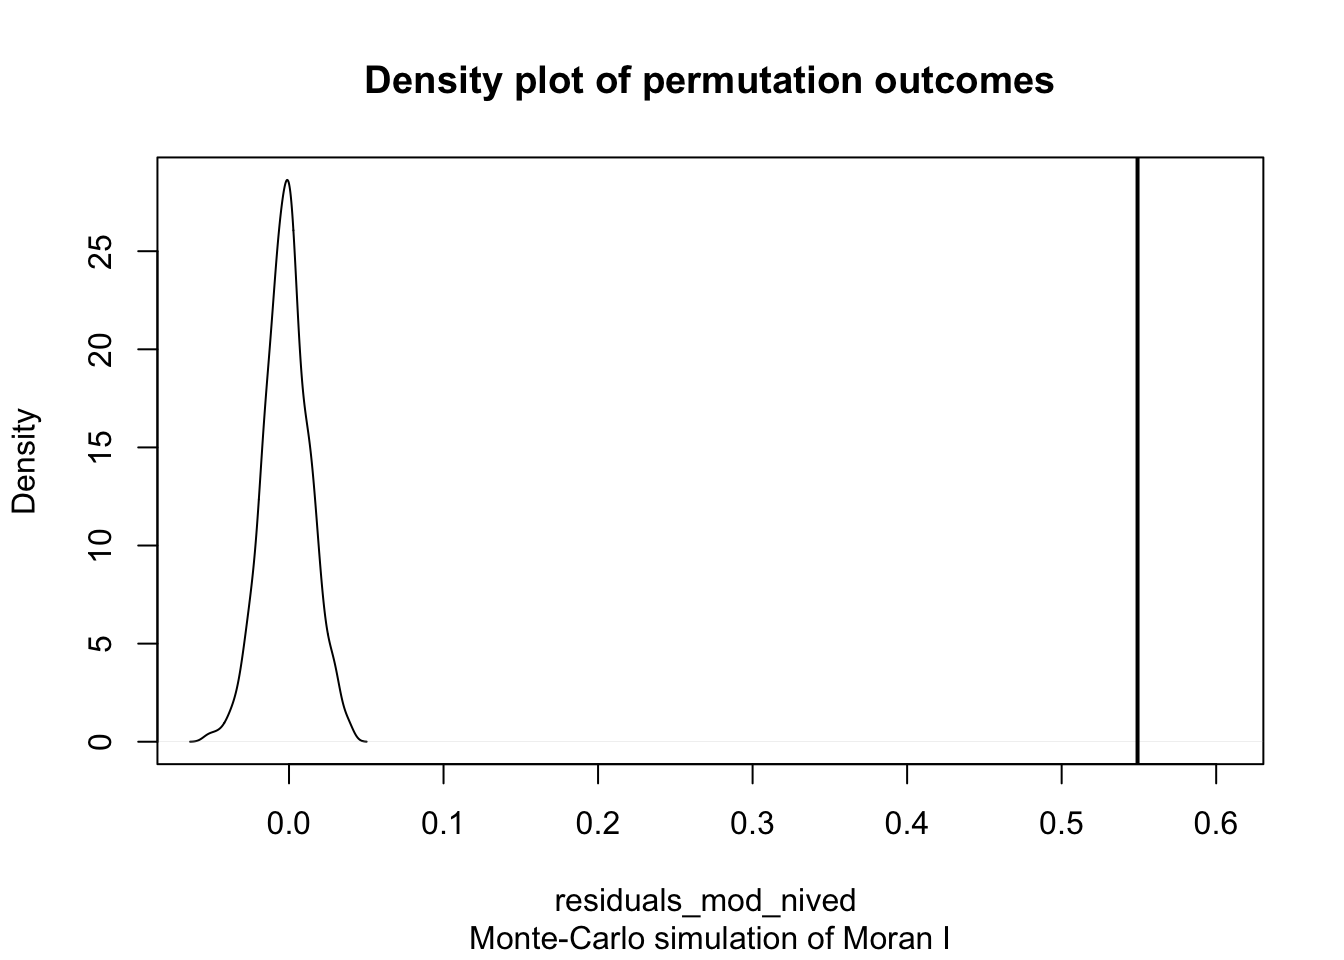 Density plot of permutation outcomes
Density
25
20
15
10
5
0
0.0 0.1 0.2 0.3 0.4 0.5 0.6
residuals_mod_nived
Monte-Carlo simulation of Moran I